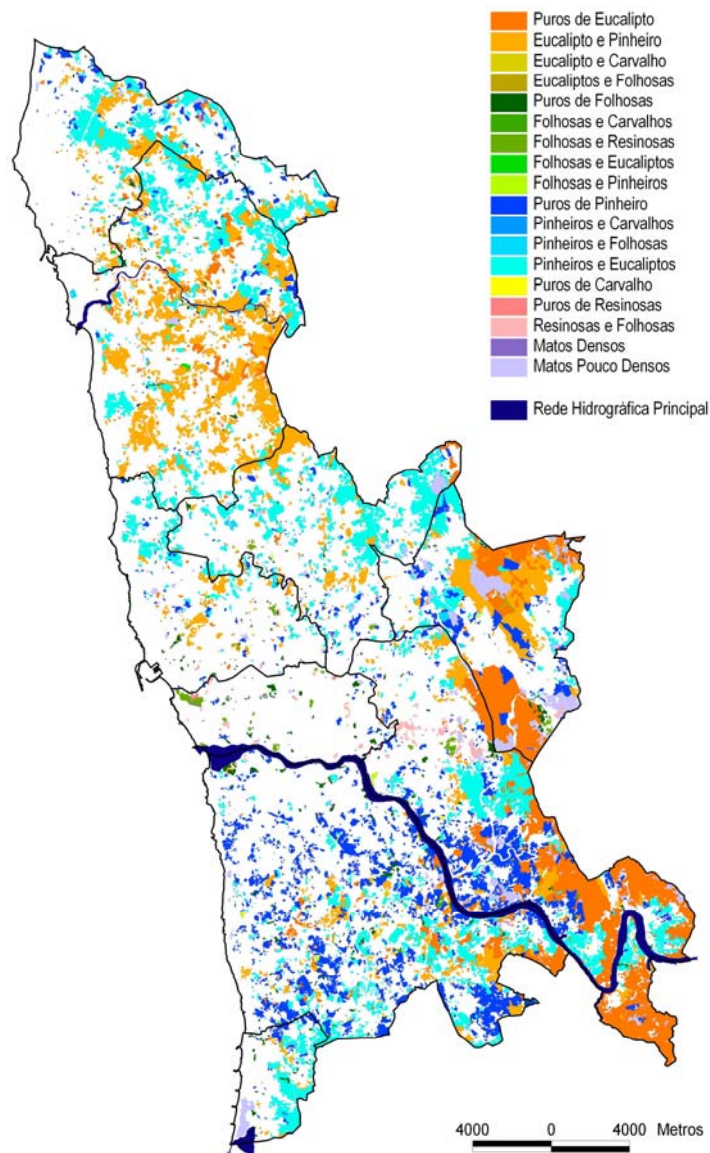 Puros de Eucalipto
Eucalipto e Pinheiro
Eucalipto e Carvalho
Eucaliptos e Folhosas
Puros de Folhosas
Folhosas e Carvalhos
Folhosas e Resinosas
Folhosas e Eucaliptos
Folhosas e Pinheiros
Puros de Pinheiro
Pinheiros e Carvalhos
Pinheiros e Folhosas
Pinheiros e Eucaliptos
Puros de Carvalho
Puros de Resinosas
Resinosas e Folhosas
Matos Densos
Matos Pouco Densos
Rede Hidrográfica Principal
4000 0 4000 Metros